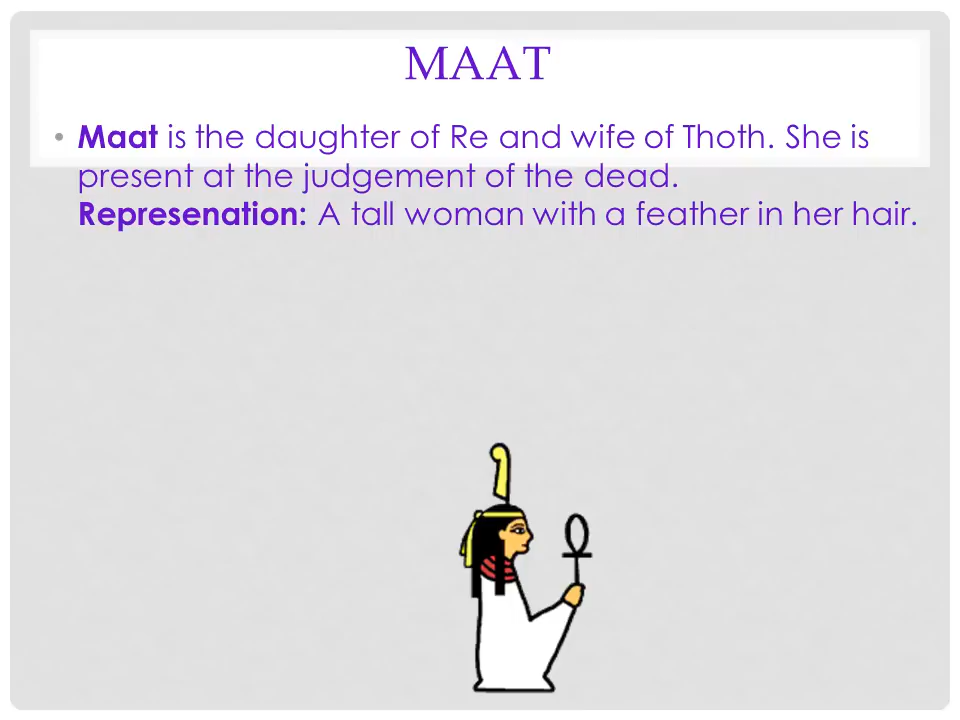 MAAT
• Maat is the daughter of Re and wife of Thoth. She is
present at the judgement of the dead.
Represenation: A tall woman with a feather in her hair.